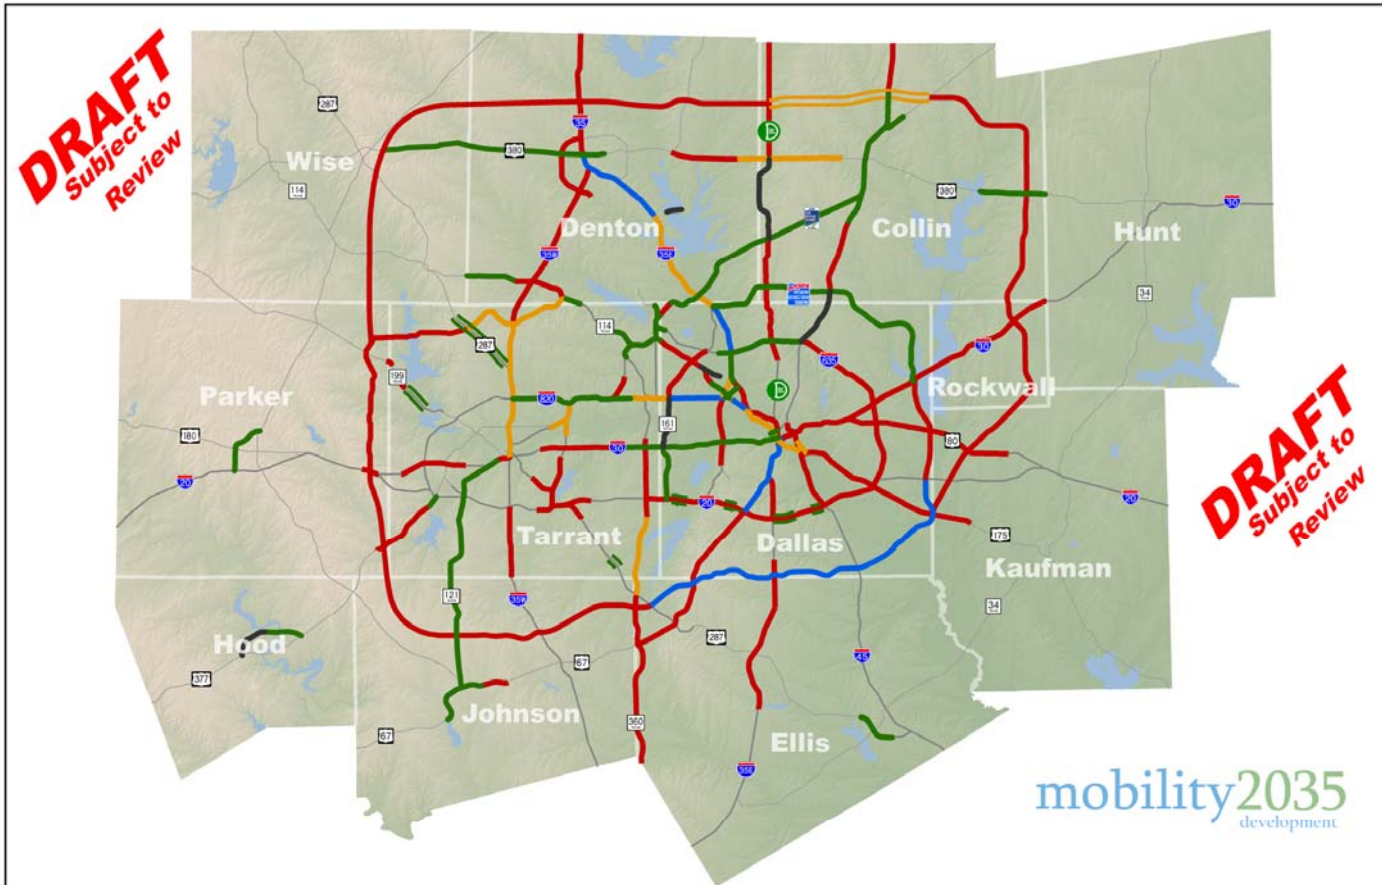 DRAFT
Subject to
Review
287
Wise
114
35
380
Denton
35W
35E
Collin
380
Hunt
30
34
114
287
199
Parker
180
20
820
161
30
635
30
Rockwall
80
20
DRAFT
Subject to
Review
Tarrant
20
Dallas
175
Kaufman
34
121
35W
Hood
377
67
287
45
Johnson
67
360
Ellis
35E
mobility2035
development